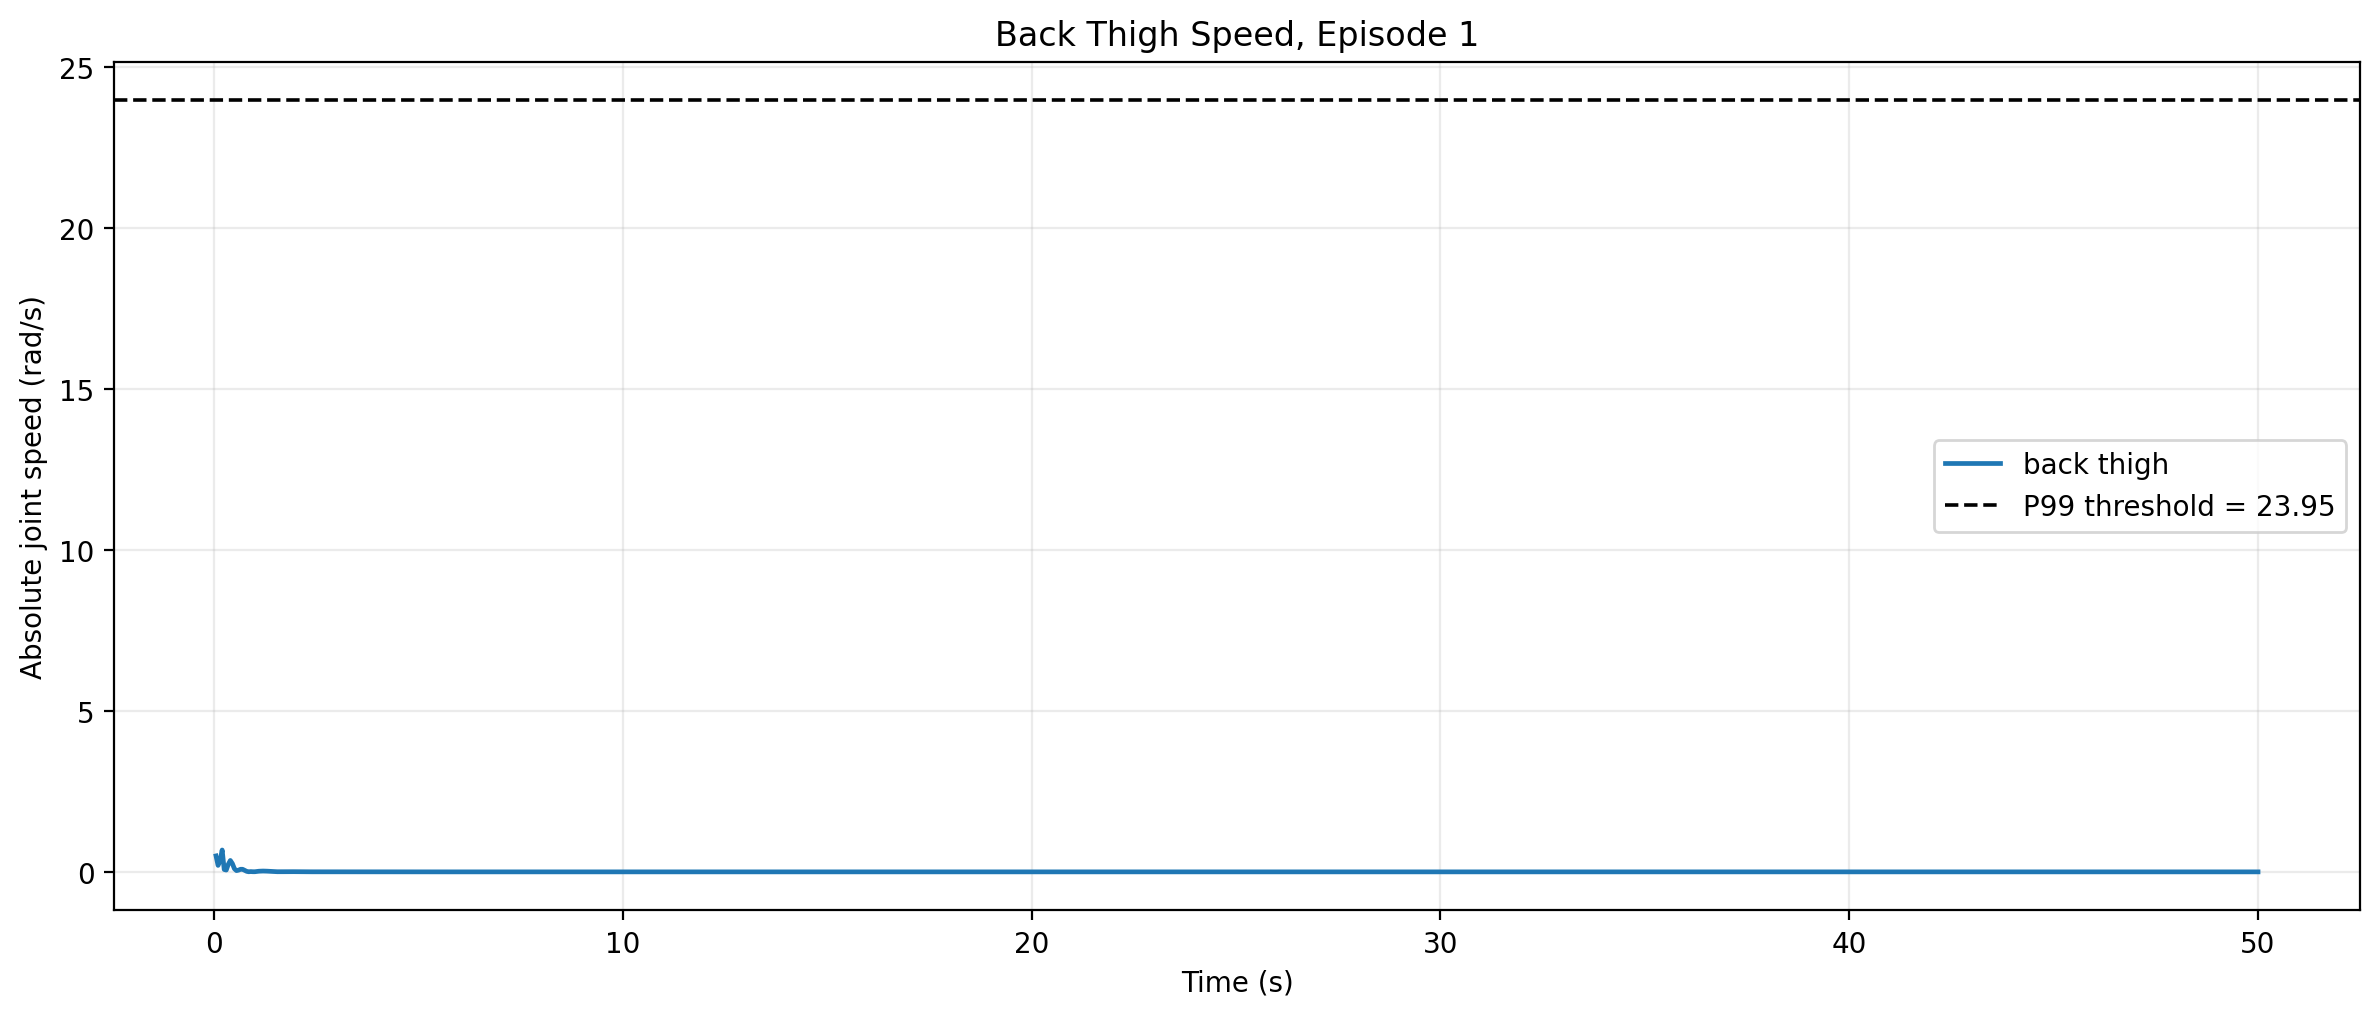 Back Thigh Speed, Episode 1
25
20
15
10
5
0
Absolute joint speed (rad/s)
back thigh
P99 threshold = 23.95
0 10 20 30 40 50
Time (s)